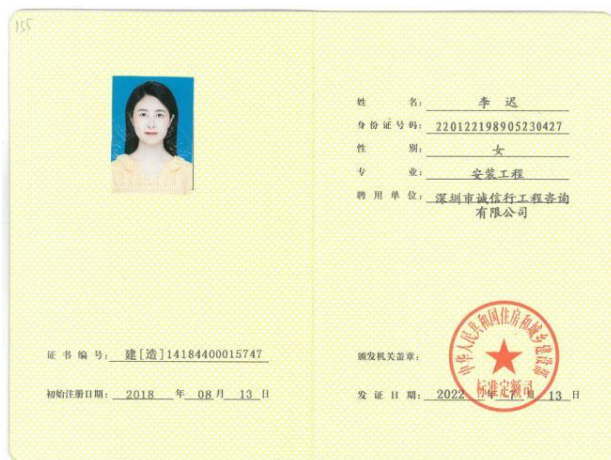 155
姓 名: 李迟
身份证号码: 220122198905230427
性 别: 女
专 业: 安装工程
聘用单位: 深圳市诚信行工程咨询
有限公司
证书编号: 建[造]14184400015747
初始注册日期: 2018 年 08 月 13 日
颁发机关盖章:
中华人民共和国住房和城乡建设部
标准定额司
发证日期: 2022 年 7 月 13 日